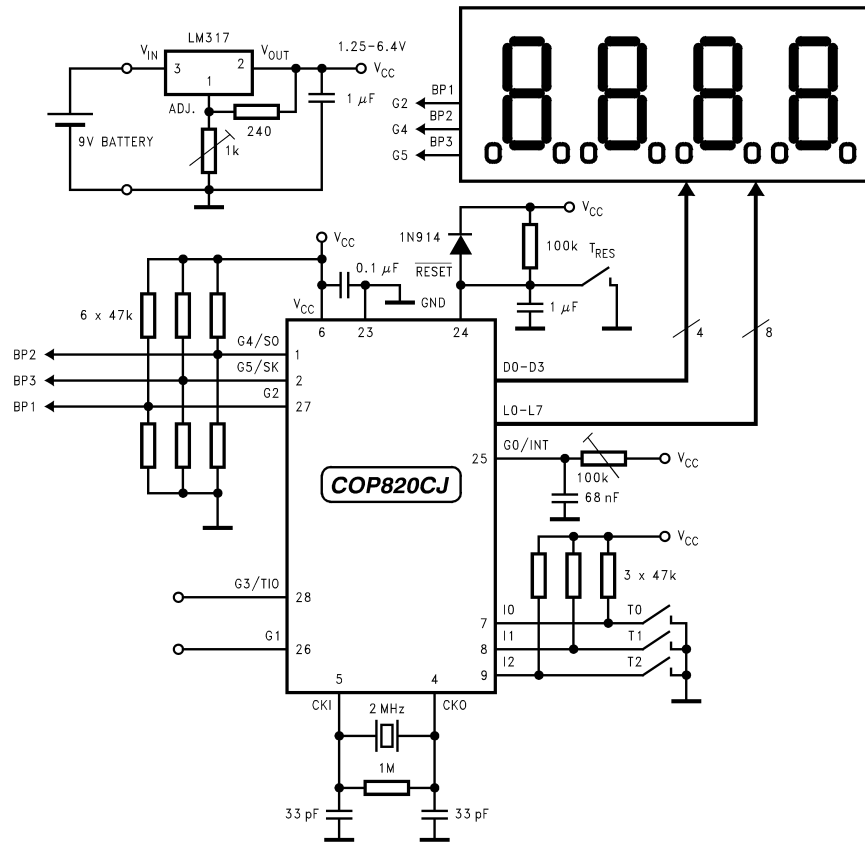 LM317
V_IN
V_OUT
1.25–6.4V
V_CC
3
2
1
ADJ.
240
1 μF
9V BATTERY
1k
BP1
G2
BP2
G4
BP3
G5
V_CC
1N914
100k
T_RES
RESET
1 μF
V_CC
0.1 μF
GND
V_CC
6
23
24
6 x 47k
G4/SO
BP2
1
G5/SK
BP3
2
G2
BP1
27
4
8
D0–D3
L0–L7
G0/INT
25
V_CC
100k
68 nF
COP820CJ
V_CC
3 x 47k
G3/TIO
28
G1
26
I0
T0
7
I1
T1
8
I2
T2
9
5
4
CKI
CKO
2 MHz
1M
33 pF
33 pF